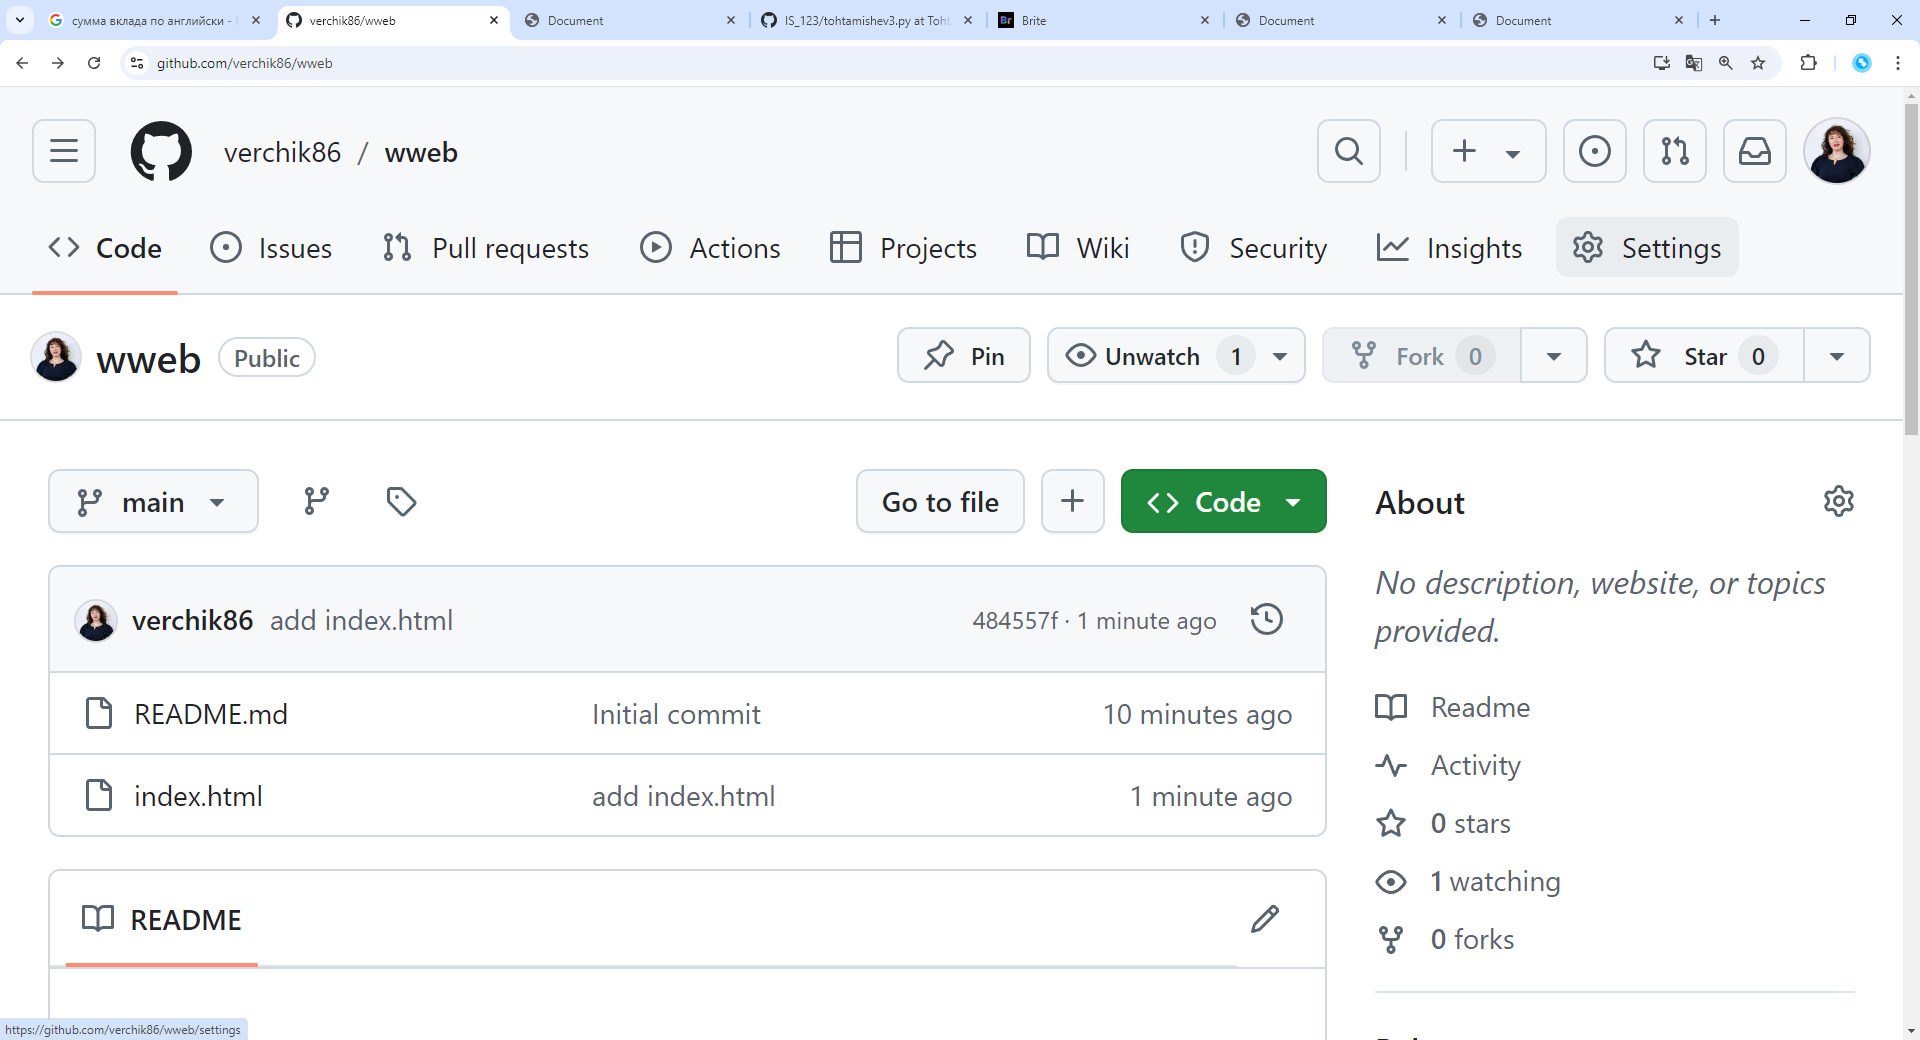 сумма вклада по английски -
verchik86/wweb
Document
IS_123/tohtamishev3.py at Toht
Br Brite
Document
Document
github.com/verchik86/wweb
verchik86 / wweb
Code
Issues
Pull requests
Actions
Projects
Wiki
Security
Insights
Settings
wweb Public
Pin
Unwatch 1
Fork 0
Star 0
main
Go to file
Code
verchik86 add index.html 484557f · 1 minute ago
README.md Initial commit 10 minutes ago
index.html add index.html 1 minute ago
README
About
No description, website, or topics
provided.
Readme
Activity
0 stars
1 watching
0 forks
https://github.com/verchik86/wweb/settings